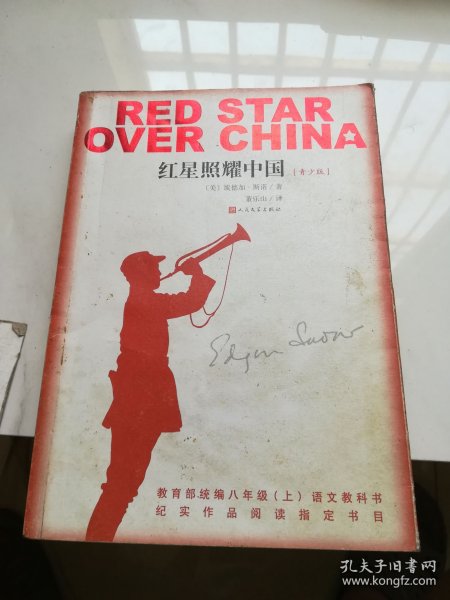 RED STAR
OVER CHINA
红星照耀中国 [青少版]
〔美〕埃德加·斯诺/著
董乐山/译
人民文学出版社
Edgar Snow
教育部统编八年级（上）语文教科书
纪实作品阅读指定书目
孔夫子旧书网
www.kongfz.com